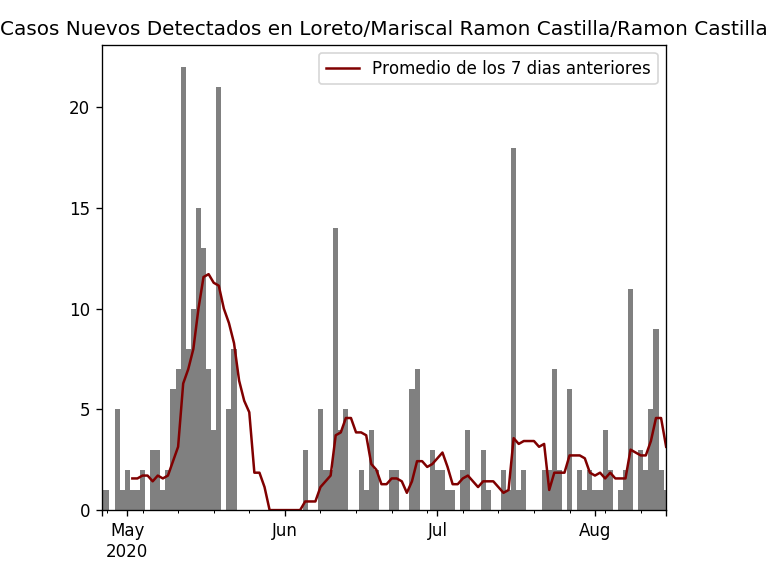 Casos Nuevos Detectados en Loreto/Mariscal Ramon Castilla/Ramon Castilla
Promedio de los 7 dias anteriores
20
15
10
5
0
May Jun Jul Aug
2020